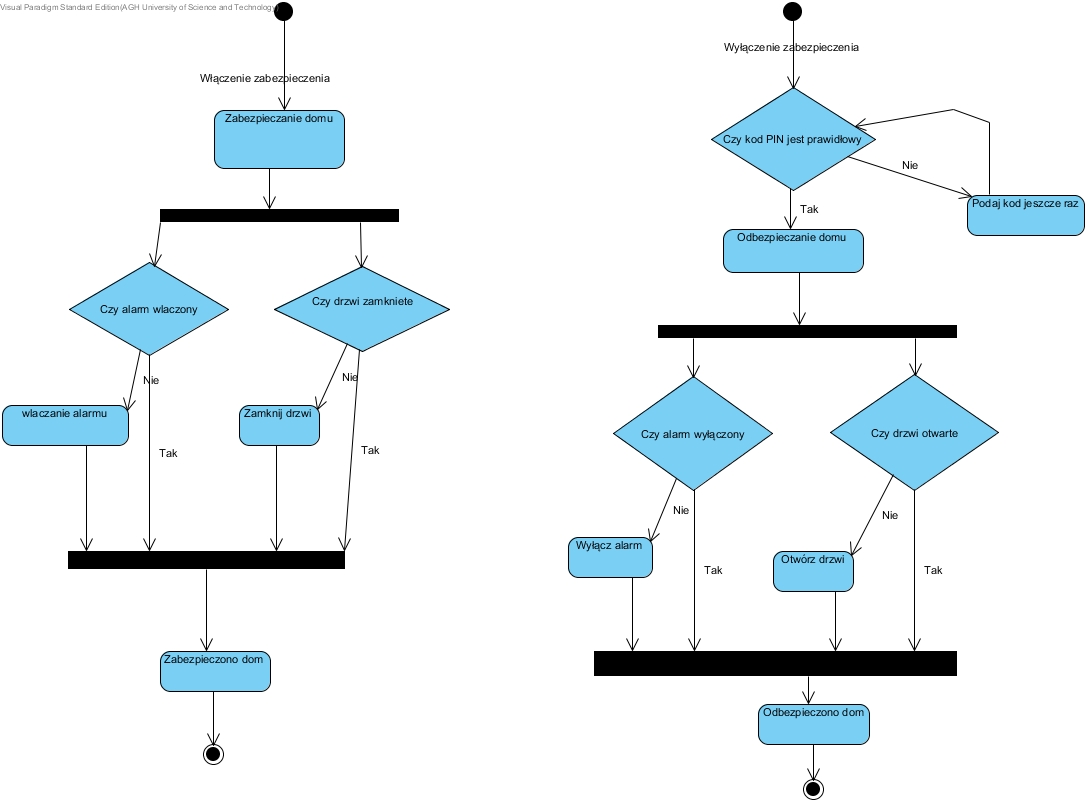 Visual Paradigm Standard Edition(AGH University of Science and Technology)
Włączenie zabezpieczenia
Zabezpieczanie domu
Czy alarm wlaczony
Czy drzwi zamkniete
Nie
Nie
wlaczanie alarmu
Zamknij drzwi
Tak
Tak
Zabezpieczono dom
Wyłączenie zabezpieczenia
Czy kod PIN jest prawidłowy
Nie
Podaj kod jeszcze raz
Tak
Odbezpieczanie domu
Czy alarm wyłączony
Czy drzwi otwarte
Nie
Nie
Wyłącz alarm
Otwórz drzwi
Tak
Tak
Odbezpieczono dom